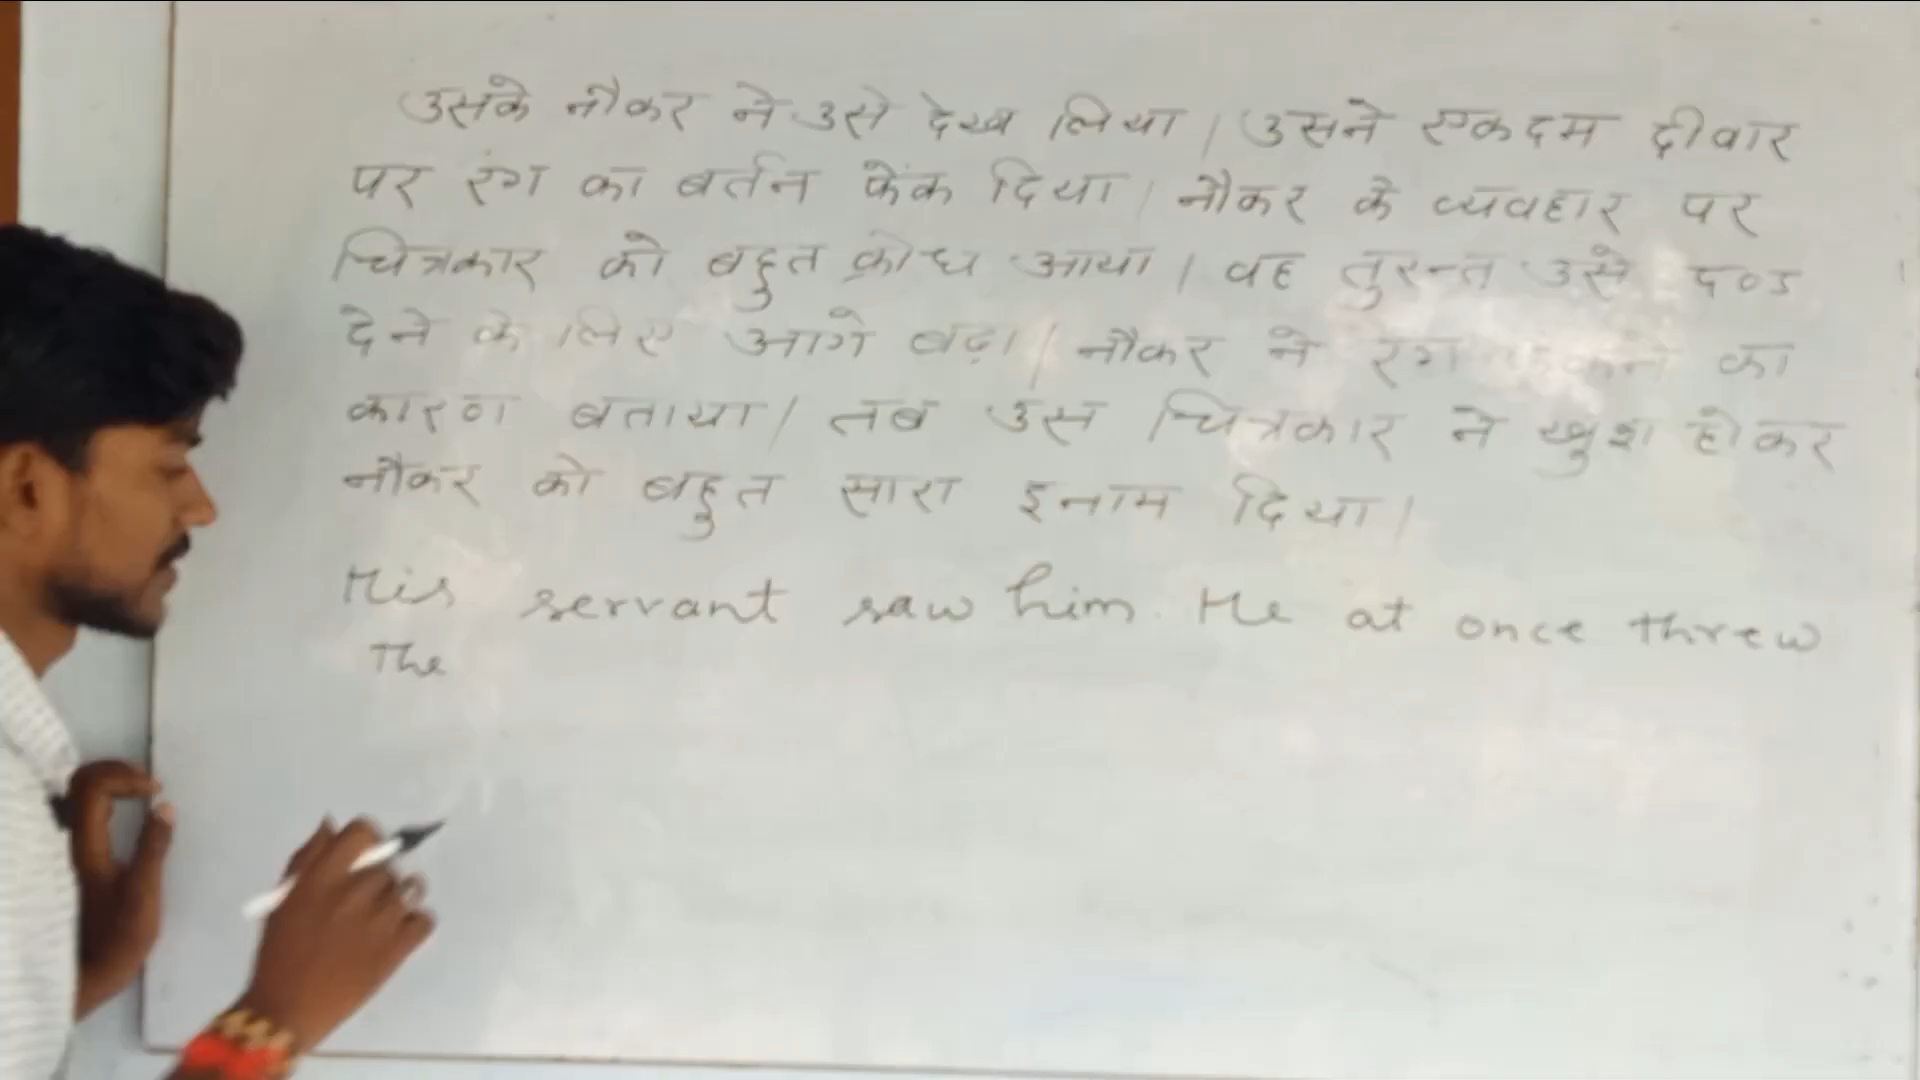 उसके नौकर ने उसे देख लिया। उसने एकदम दीवार
पर रंग का बर्तन फेंक दिया। नौकर के व्यवहार पर
चित्रकार को बहुत क्रोध आया। वह तुरन्त उसे दण्ड
देने के लिए आगे बढ़ा। नौकर ने रंग का
कारण बताया। तब उस चित्रकार ने खुश होकर
नौकर को बहुत सारा इनाम दिया।
His servant saw him. He at once threw
The